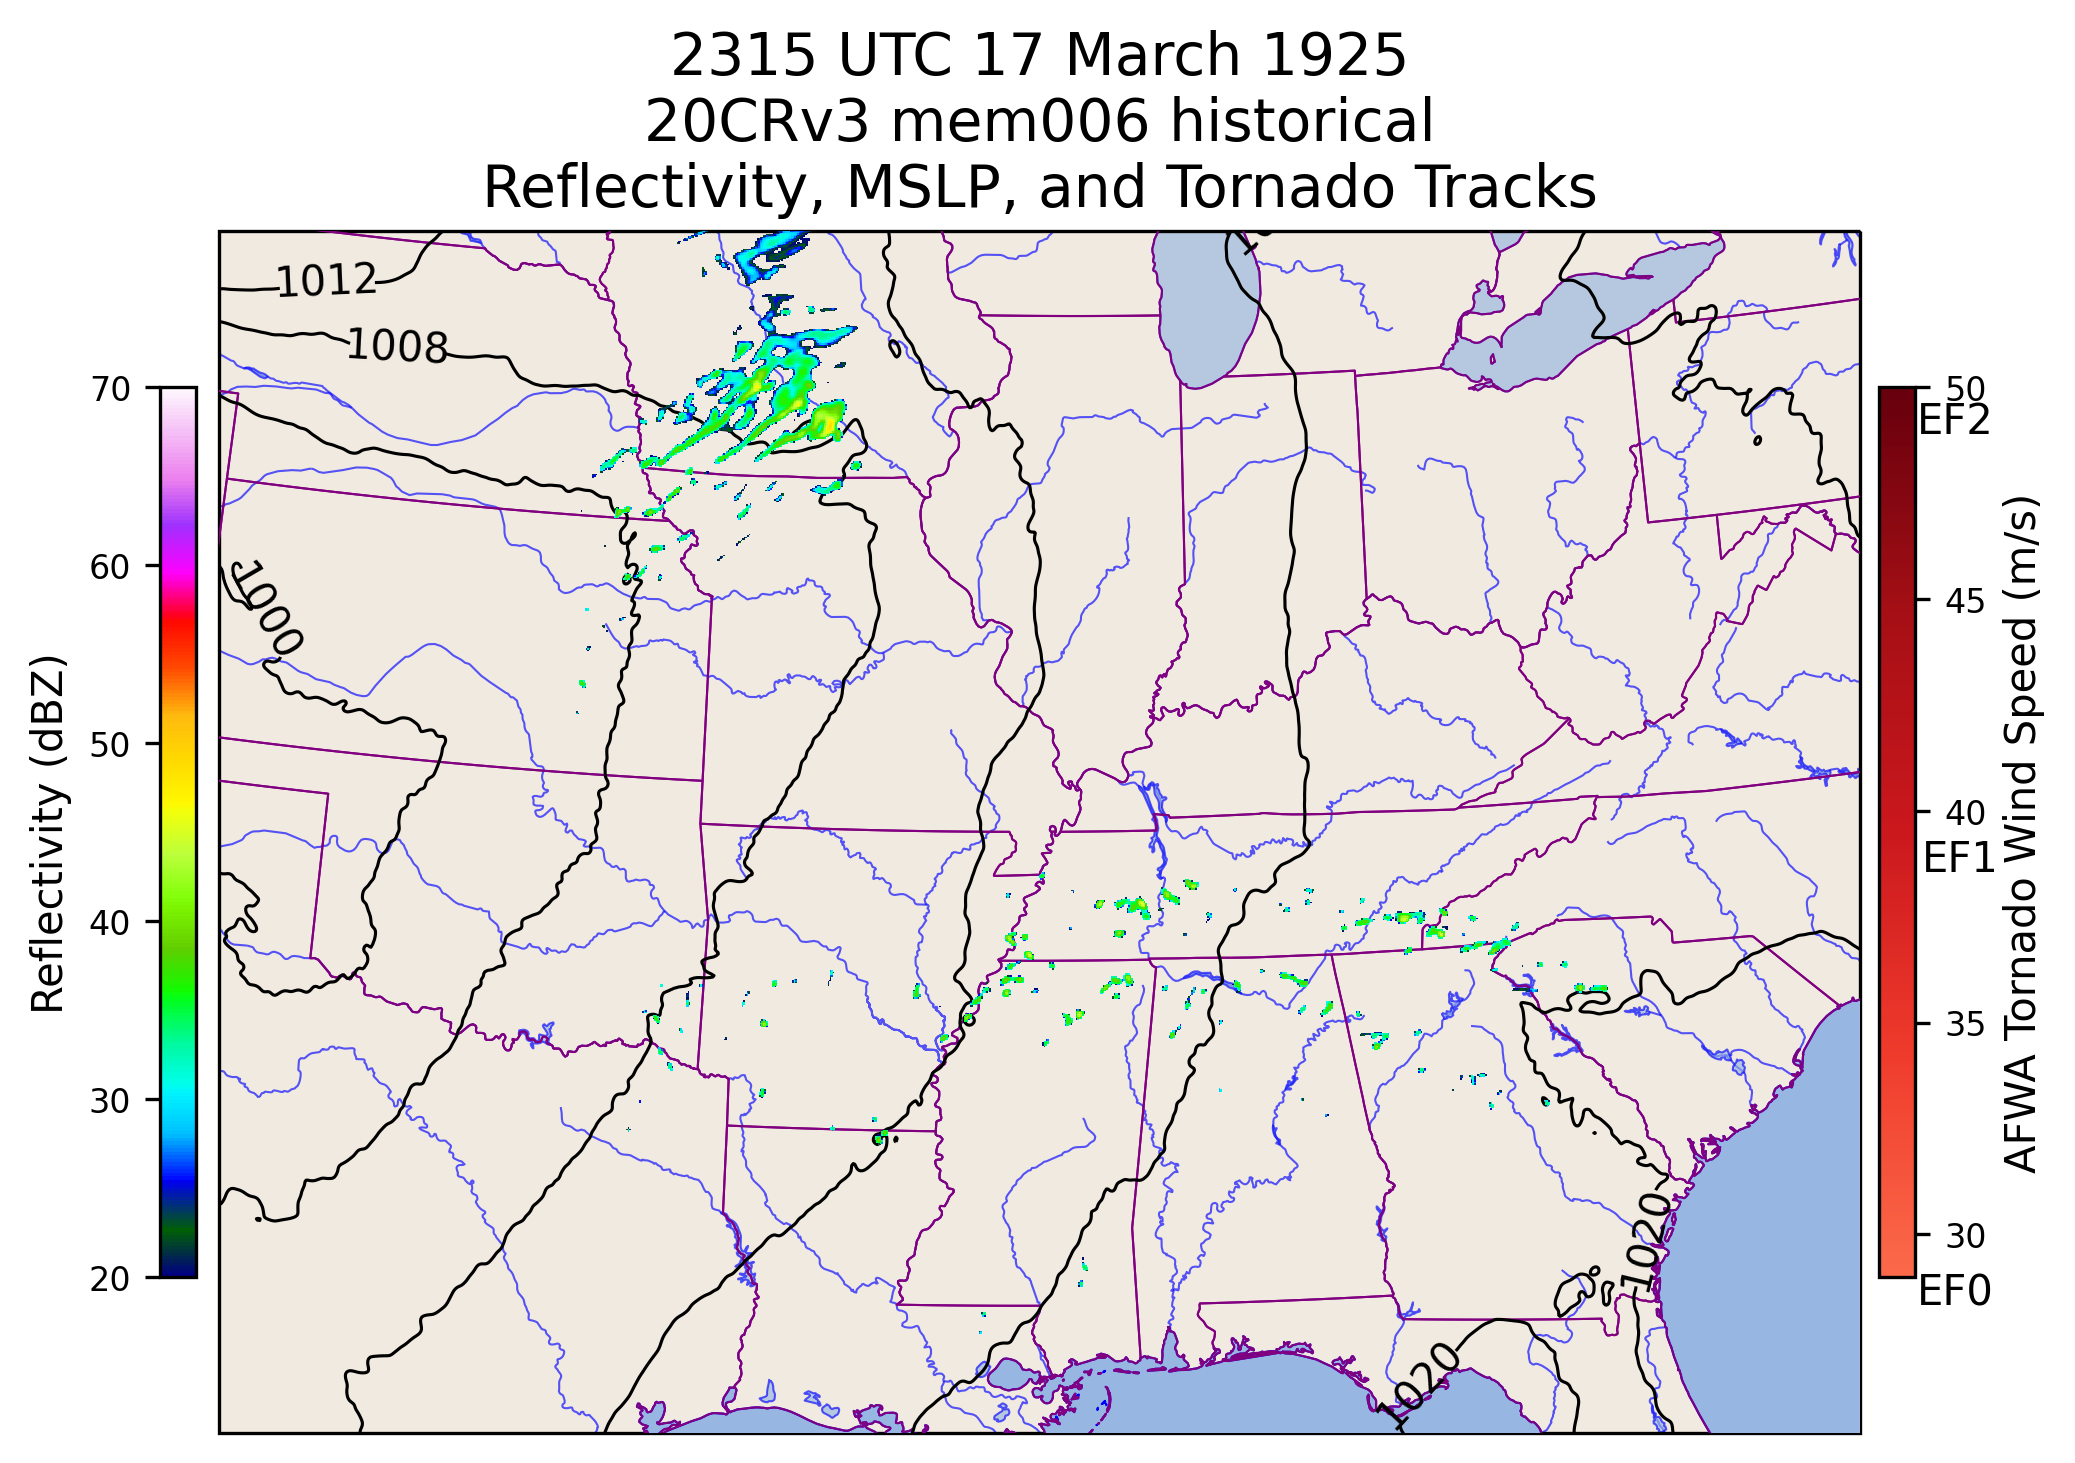 2315 UTC 17 March 1925
20CRv3 mem006 historical
Reflectivity, MSLP, and Tornado Tracks
1012
1008
1000
1020
1020
70
60
50
40
30
20
Reflectivity (dBZ)
50
EF2
45
40
EF1
35
30
EF0
AFWA Tornado Wind Speed (m/s)